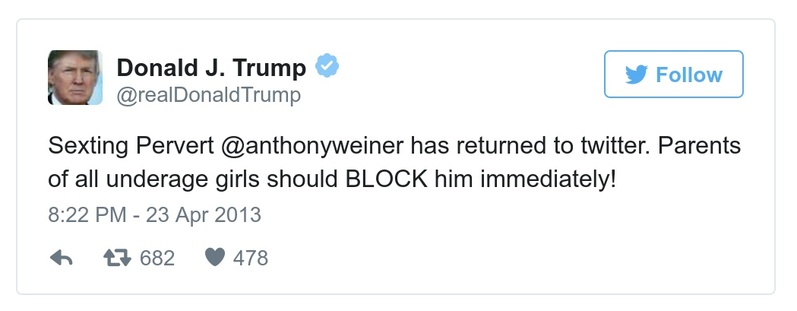 Donald J. Trump
Follow
@realDonaldTrump
Sexting Pervert @anthonyweiner has returned to twitter. Parents
of all underage girls should BLOCK him immediately!
8:22 PM - 23 Apr 2013
682 478